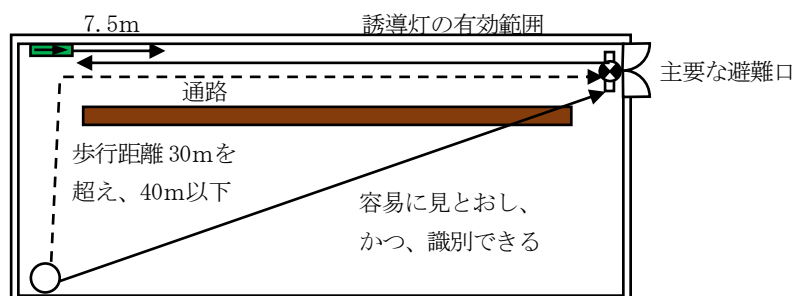 7.5m
誘導灯の有効範囲
主要な避難口
通路
歩行距離 30mを
超え、40m以下
容易に見とおし、
かつ、識別できる